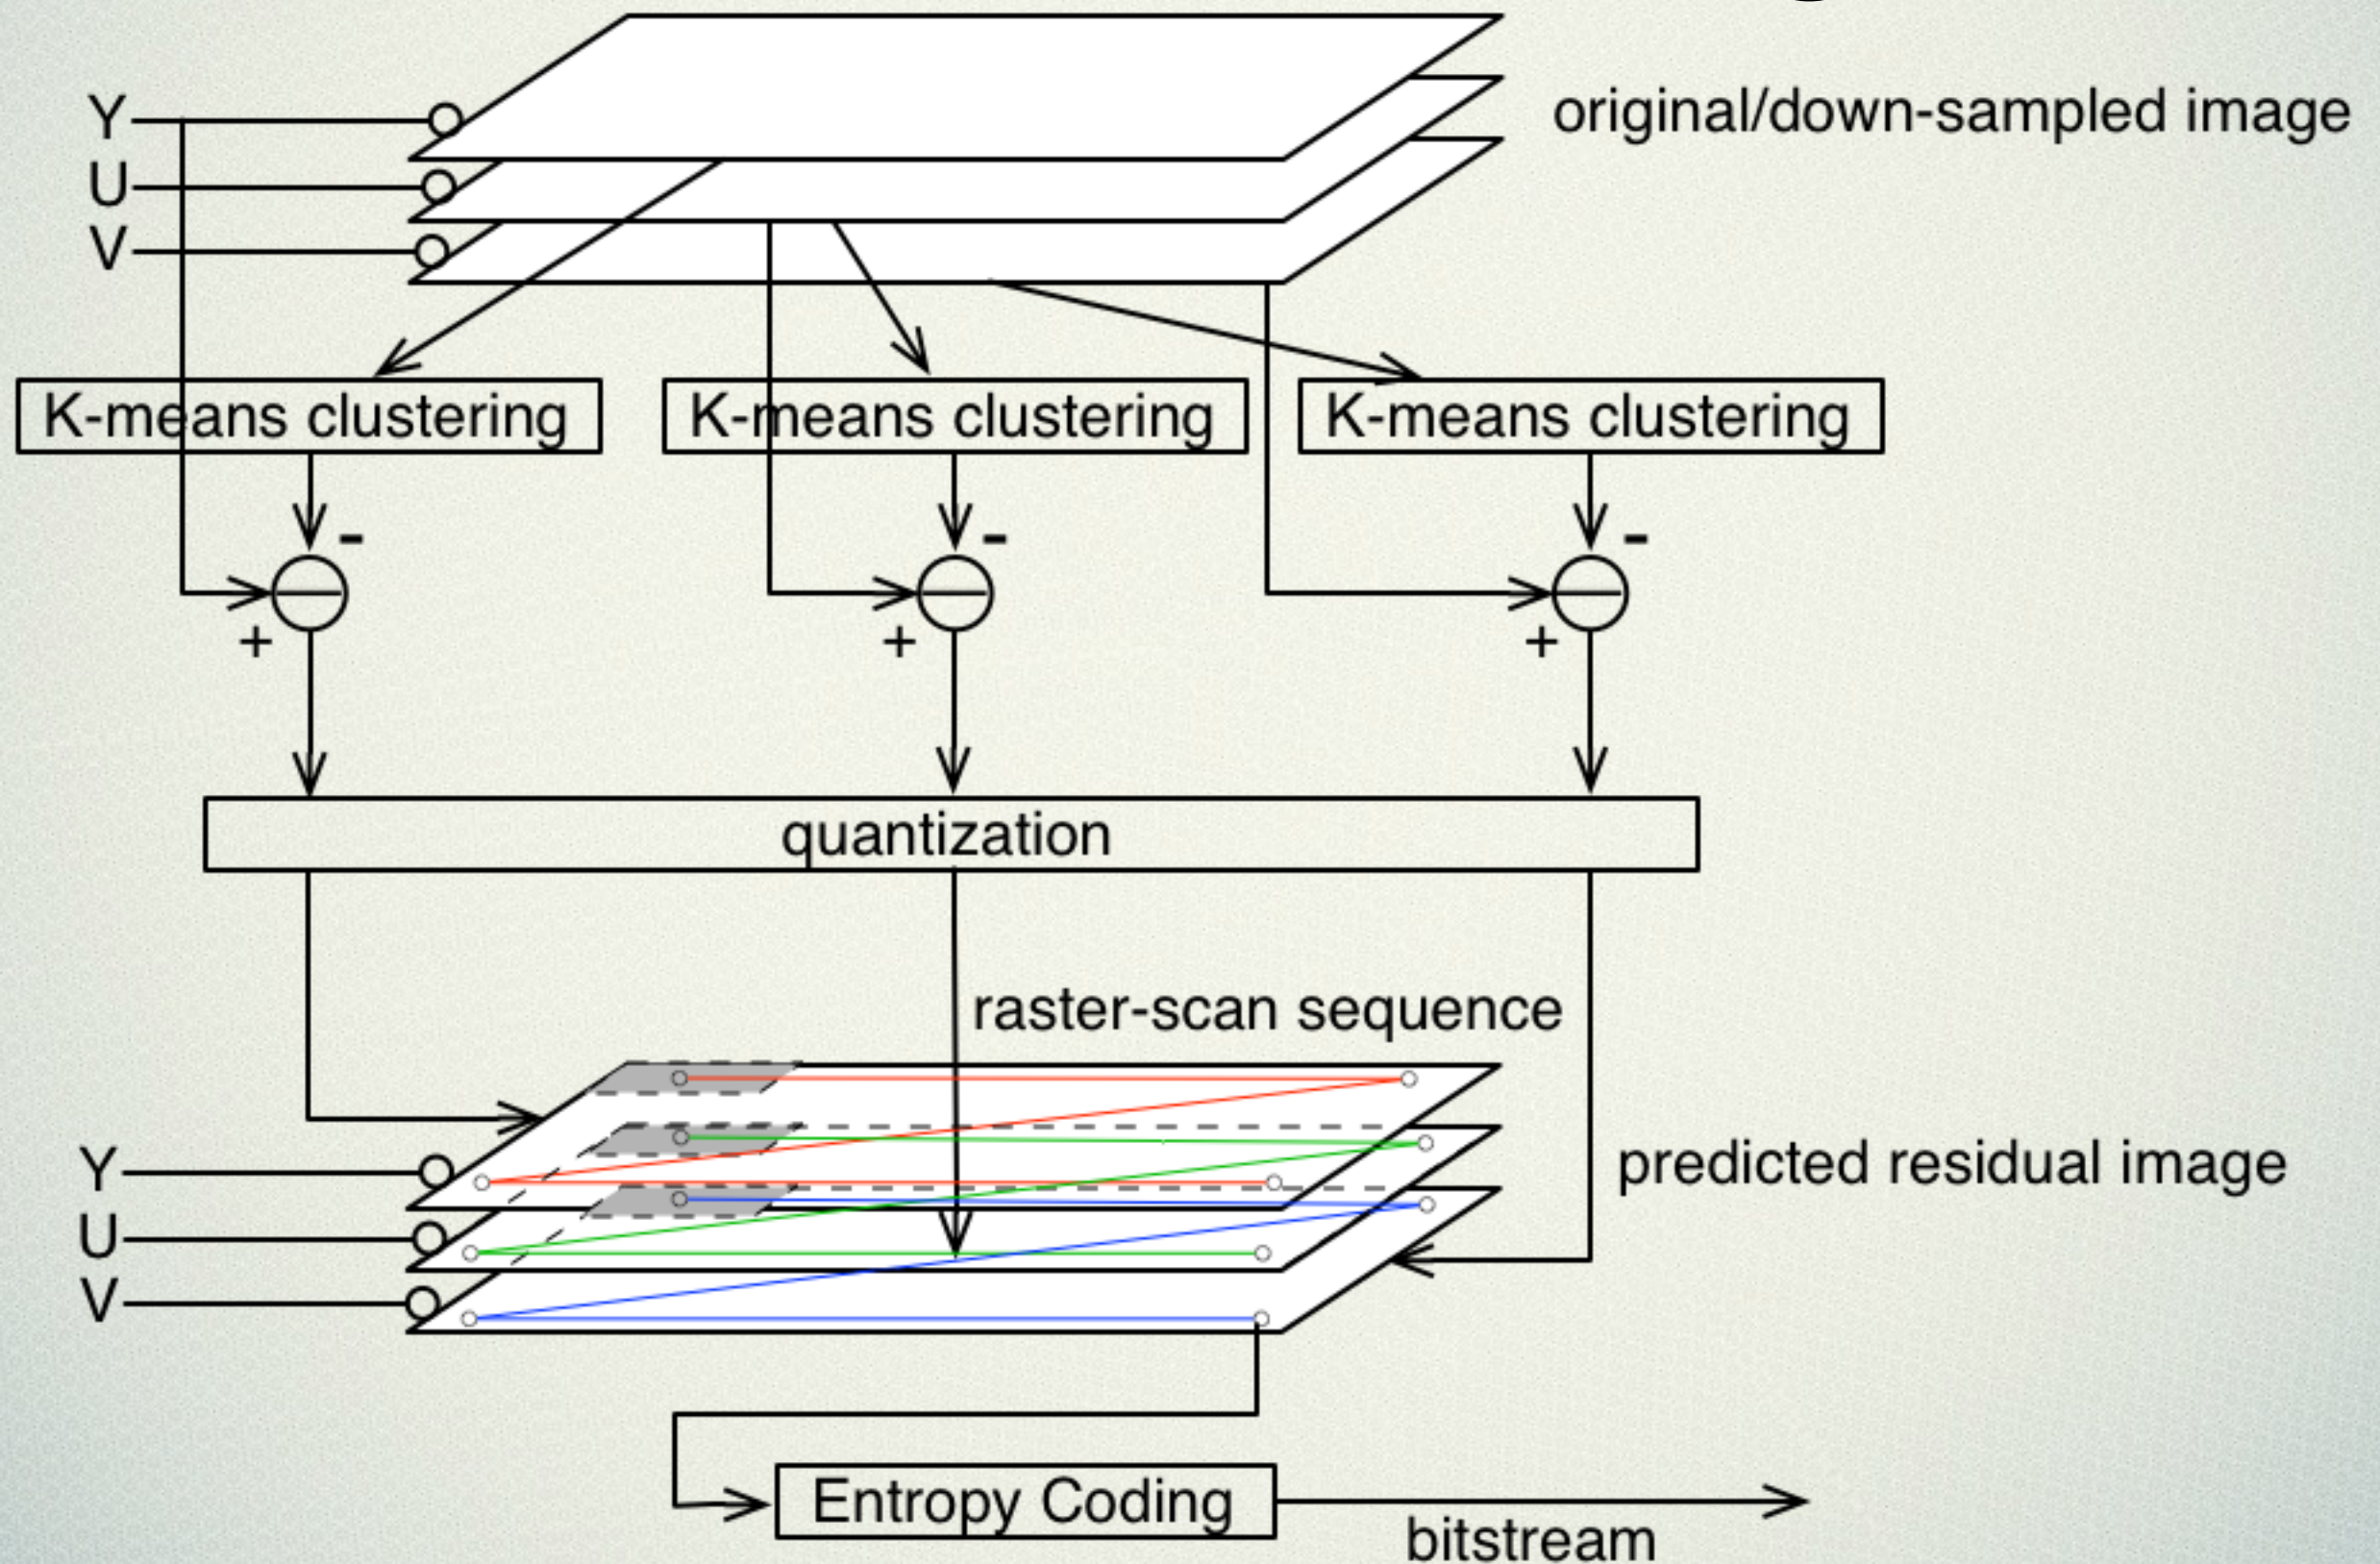 Y
original/down-sampled image
U
V
K-means clustering K-means clustering K-means clustering
- - -
+ + +
quantization
raster-scan sequence
Y
predicted residual image
U
V
Entropy Coding
bitstream